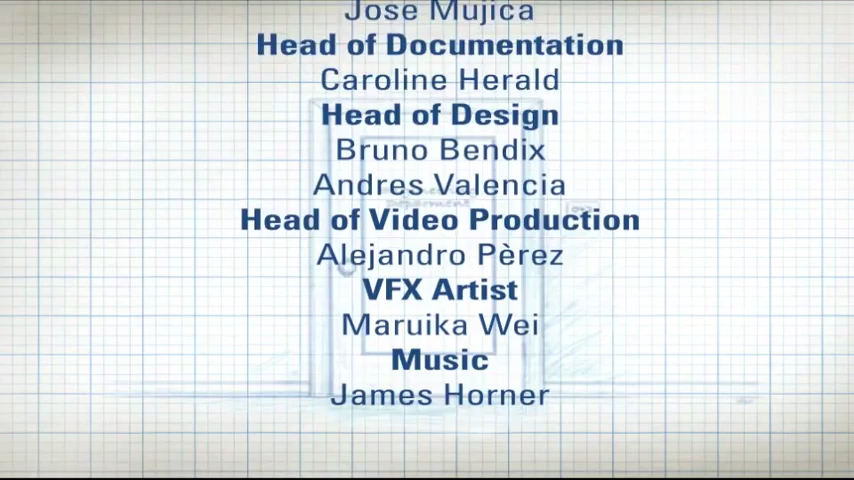 Jose Mujica
Head of Documentation
Caroline Herald
Head of Design
Bruno Bendix
Andres Valencia
Head of Video Production
Alejandro Pèrez
VFX Artist
Maruika Wei
Music
James Horner